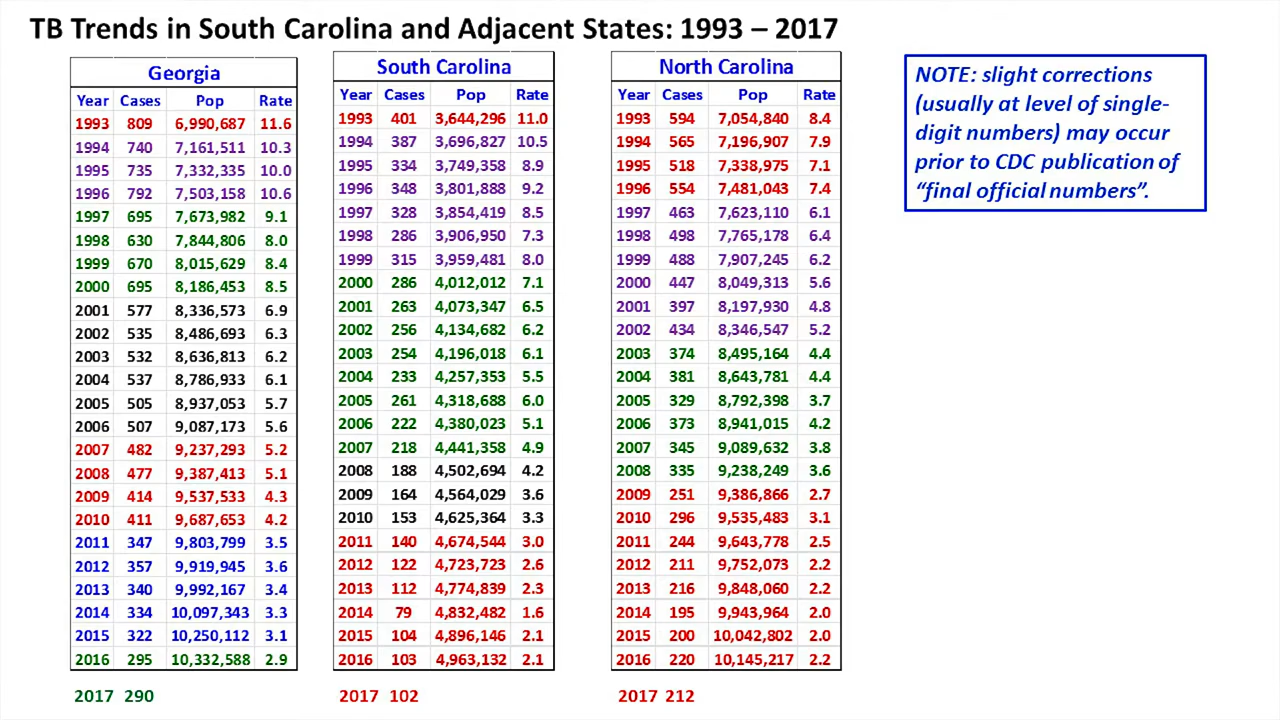 TB Trends in South Carolina and Adjacent States: 1993 – 2017
Georgia
Year Cases Pop Rate
1993 809 6,990,687 11.6
1994 740 7,161,511 10.3
1995 735 7,332,335 10.0
1996 792 7,503,158 10.6
1997 695 7,673,982 9.1
1998 630 7,844,806 8.0
1999 670 8,015,629 8.4
2000 695 8,186,453 8.5
2001 577 8,336,573 6.9
2002 535 8,486,693 6.3
2003 532 8,636,813 6.2
2004 537 8,786,933 6.1
2005 505 8,937,053 5.7
2006 507 9,087,173 5.6
2007 482 9,237,293 5.2
2008 477 9,387,413 5.1
2009 414 9,537,533 4.3
2010 411 9,687,653 4.2
2011 347 9,803,799 3.5
2012 357 9,919,945 3.6
2013 340 9,992,167 3.4
2014 334 10,097,343 3.3
2015 322 10,250,112 3.1
2016 295 10,332,588 2.9
2017 290
South Carolina
Year Cases Pop Rate
1993 401 3,644,296 11.0
1994 387 3,696,827 10.5
1995 334 3,749,358 8.9
1996 348 3,801,888 9.2
1997 328 3,854,419 8.5
1998 286 3,906,950 7.3
1999 315 3,959,481 8.0
2000 286 4,012,012 7.1
2001 263 4,073,347 6.5
2002 256 4,134,682 6.2
2003 254 4,196,018 6.1
2004 233 4,257,353 5.5
2005 261 4,318,688 6.0
2006 222 4,380,023 5.1
2007 218 4,441,358 4.9
2008 188 4,502,694 4.2
2009 164 4,564,029 3.6
2010 153 4,625,364 3.3
2011 140 4,674,544 3.0
2012 122 4,723,723 2.6
2013 112 4,774,839 2.3
2014 79 4,832,482 1.6
2015 104 4,896,146 2.1
2016 103 4,963,132 2.1
2017 102
North Carolina
Year Cases Pop Rate
1993 594 7,054,840 8.4
1994 565 7,196,907 7.9
1995 518 7,338,975 7.1
1996 554 7,481,043 7.4
1997 463 7,623,110 6.1
1998 498 7,765,178 6.4
1999 488 7,907,245 6.2
2000 447 8,049,313 5.6
2001 397 8,197,930 4.8
2002 434 8,346,547 5.2
2003 374 8,495,164 4.4
2004 381 8,643,781 4.4
2005 329 8,792,398 3.7
2006 373 8,941,015 4.2
2007 345 9,089,632 3.8
2008 335 9,238,249 3.6
2009 251 9,386,866 2.7
2010 296 9,535,483 3.1
2011 244 9,643,778 2.5
2012 211 9,752,073 2.2
2013 216 9,848,060 2.2
2014 195 9,943,964 2.0
2015 200 10,042,802 2.0
2016 220 10,145,217 2.2
2017 212
NOTE: slight corrections
(usually at level of single-
digit numbers) may occur
prior to CDC publication of
“final official numbers”.